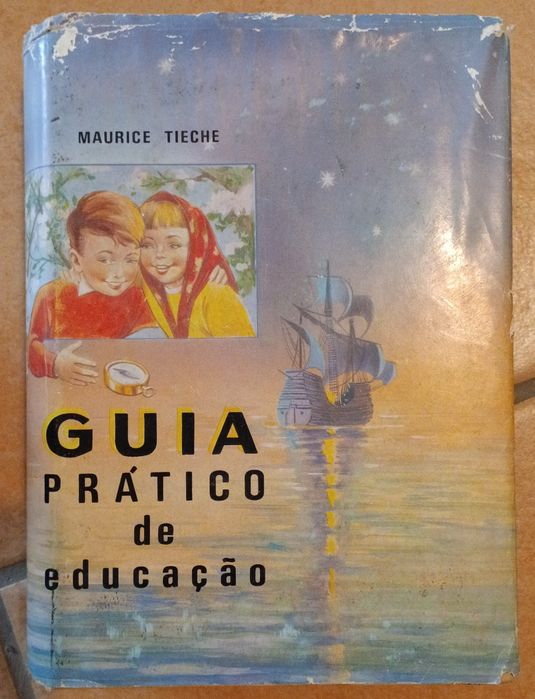 MAURICE TIECHE
GUIA
PRÁTICO
de
educação